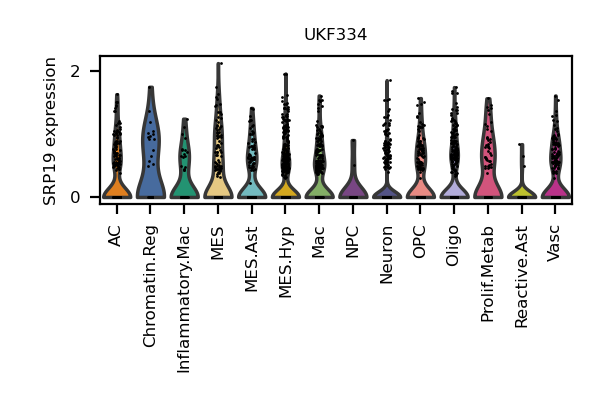 UKF334
SRP19 expression
2
0
AC
Chromatin.Reg
Inflammatory.Mac
MES
MES.Ast
MES.Hyp
Mac
NPC
Neuron
OPC
Oligo
Prolif.Metab
Reactive.Ast
Vasc